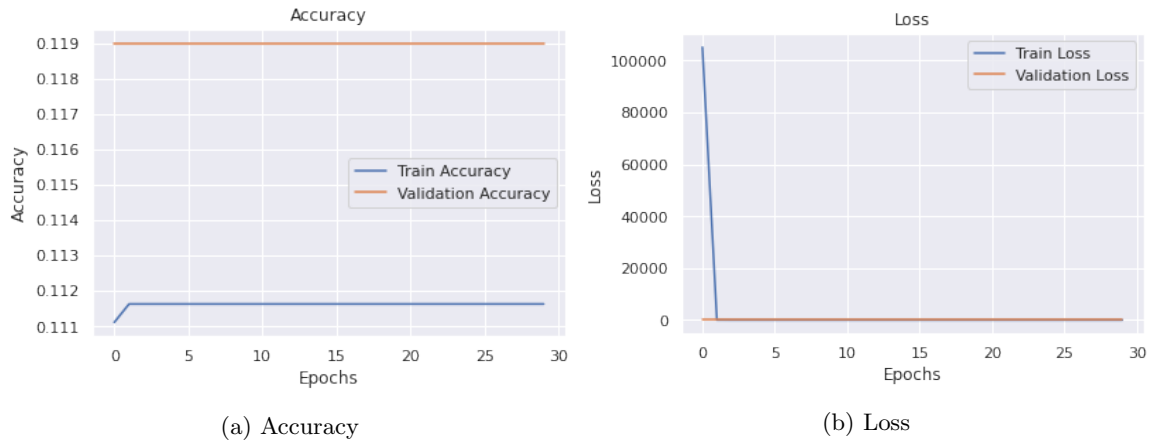 Accuracy
0.119
0.118
0.117
0.116
0.115
0.114
0.113
0.112
0.111
Accuracy
Train Accuracy
Validation Accuracy
0 5 10 15 20 25 30
Epochs
(a) Accuracy
Loss
100000
80000
60000
40000
20000
0
Loss
Train Loss
Validation Loss
0 5 10 15 20 25 30
Epochs
(b) Loss